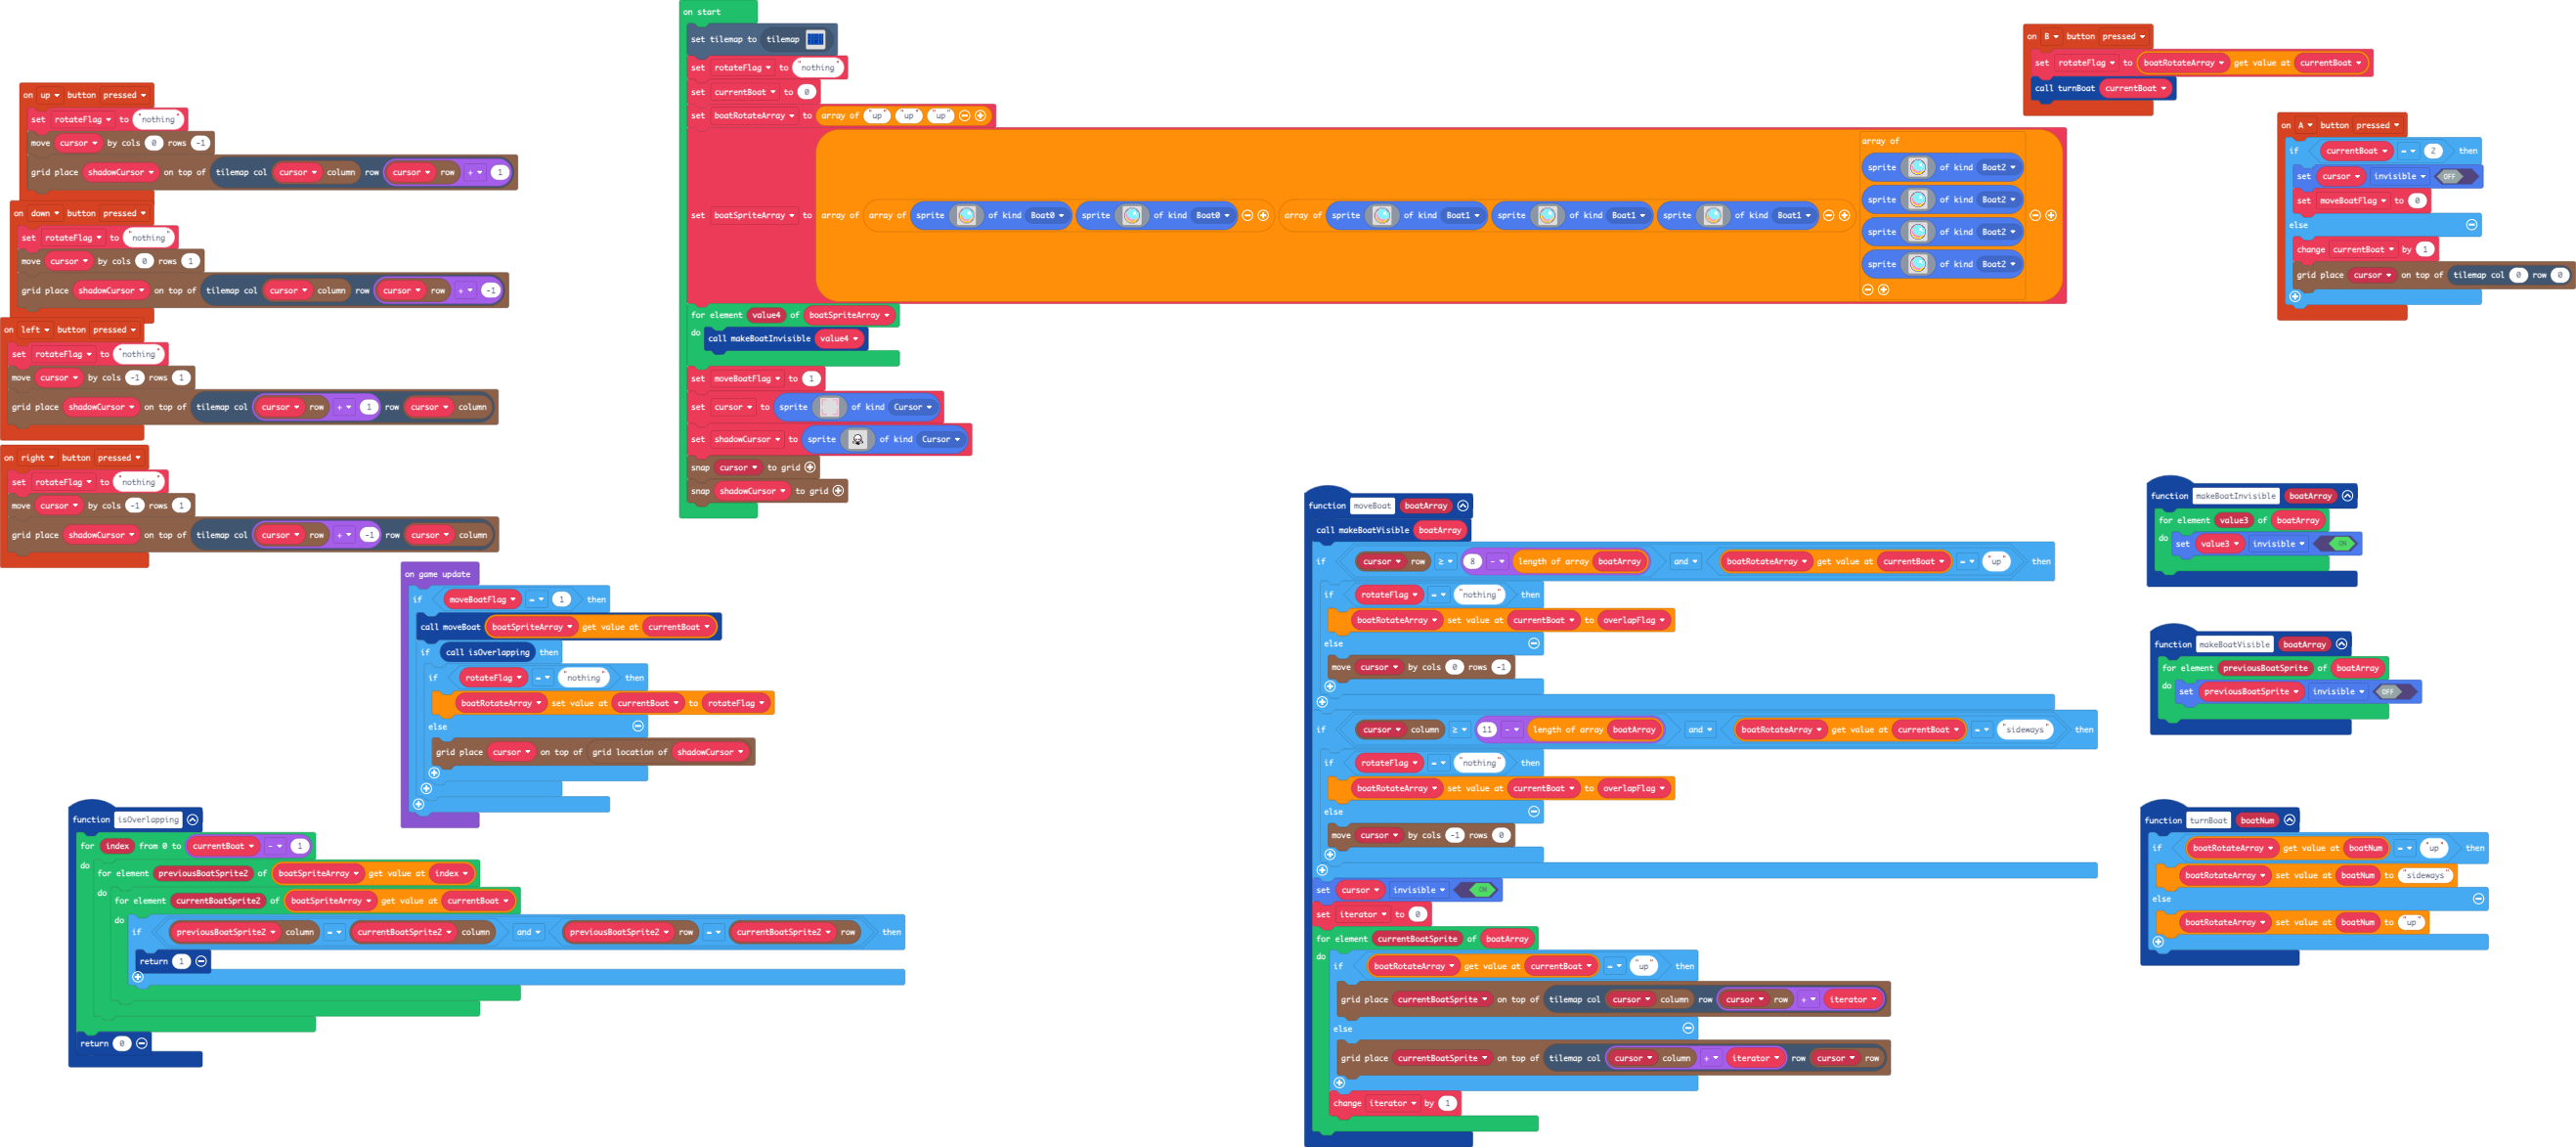 on start
set tilemap to tilemap
set rotateFlag to "nothing"
set currentBoat to 0
set boatRotateArray to array of "up" "up" "up"
set boatSpriteArray to array of array of sprite of kind Boat0 sprite of kind Boat0 array of sprite of kind Boat1 sprite of kind Boat1 sprite of kind Boat1
array of
sprite of kind Boat2
sprite of kind Boat2
sprite of kind Boat2
sprite of kind Boat2
for element value4 of boatSpriteArray
do call makeBoatInvisible value4
set moveBoatFlag to 1
set cursor to sprite of kind Cursor
set shadowCursor to sprite of kind Cursor
snap cursor to grid
snap shadowCursor to grid
on up button pressed
set rotateFlag to "nothing"
move cursor by cols 0 rows -1
grid place shadowCursor on top of tilemap col cursor column row cursor row + 1
on down button pressed
set rotateFlag to "nothing"
move cursor by cols 0 rows 1
grid place shadowCursor on top of tilemap col cursor column row cursor row + -1
on left button pressed
set rotateFlag to "nothing"
move cursor by cols -1 rows 1
grid place shadowCursor on top of tilemap col cursor row + 1 row cursor column
on right button pressed
set rotateFlag to "nothing"
move cursor by cols -1 rows 1
grid place shadowCursor on top of tilemap col cursor row + -1 row cursor column
on game update
if moveBoatFlag = 1 then
call moveBoat boatSpriteArray get value at currentBoat
if call isOverlapping then
if rotateFlag = "nothing" then
boatRotateArray set value at currentBoat to rotateFlag
else
grid place cursor on top of grid location of shadowCursor
function isOverlapping
for index from 0 to currentBoat - 1
do for element previousBoatSprite2 of boatSpriteArray get value at index
do for element currentBoatSprite2 of boatSpriteArray get value at currentBoat
do if previousBoatSprite2 column = currentBoatSprite2 column and previousBoatSprite2 row = currentBoatSprite2 row then
return 1
return 0
on B button pressed
set rotateFlag to boatRotateArray get value at currentBoat
call turnBoat currentBoat
on A button pressed
if currentBoat = 2 then
set cursor invisible OFF
set moveBoatFlag to 0
else
change currentBoat by 1
grid place cursor on top of tilemap col 0 row 0
function moveBoat boatArray
call makeBoatVisible boatArray
if cursor row ≥ 8 - length of array boatArray and boatRotateArray get value at currentBoat = "up" then
if rotateFlag = "nothing" then
boatRotateArray set value at currentBoat to overlapFlag
else
move cursor by cols 0 rows -1
if cursor column ≥ 11 - length of array boatArray and boatRotateArray get value at currentBoat = "sideways" then
if rotateFlag = "nothing" then
boatRotateArray set value at currentBoat to overlapFlag
else
move cursor by cols -1 rows 0
set cursor invisible ON
set iterator to 0
for element currentBoatSprite of boatArray
do if boatRotateArray get value at currentBoat = "up" then
grid place currentBoatSprite on top of tilemap col cursor column row cursor row + iterator
else
grid place currentBoatSprite on top of tilemap col cursor column + iterator row cursor row
change iterator by 1
function makeBoatInvisible boatArray
for element value3 of boatArray
do set value3 invisible ON
function makeBoatVisible boatArray
for element previousBoatSprite of boatArray
do set previousBoatSprite invisible OFF
function turnBoat boatNum
if boatRotateArray get value at boatNum = "up" then
boatRotateArray set value at boatNum to "sideways"
else
boatRotateArray set value at boatNum to "up"